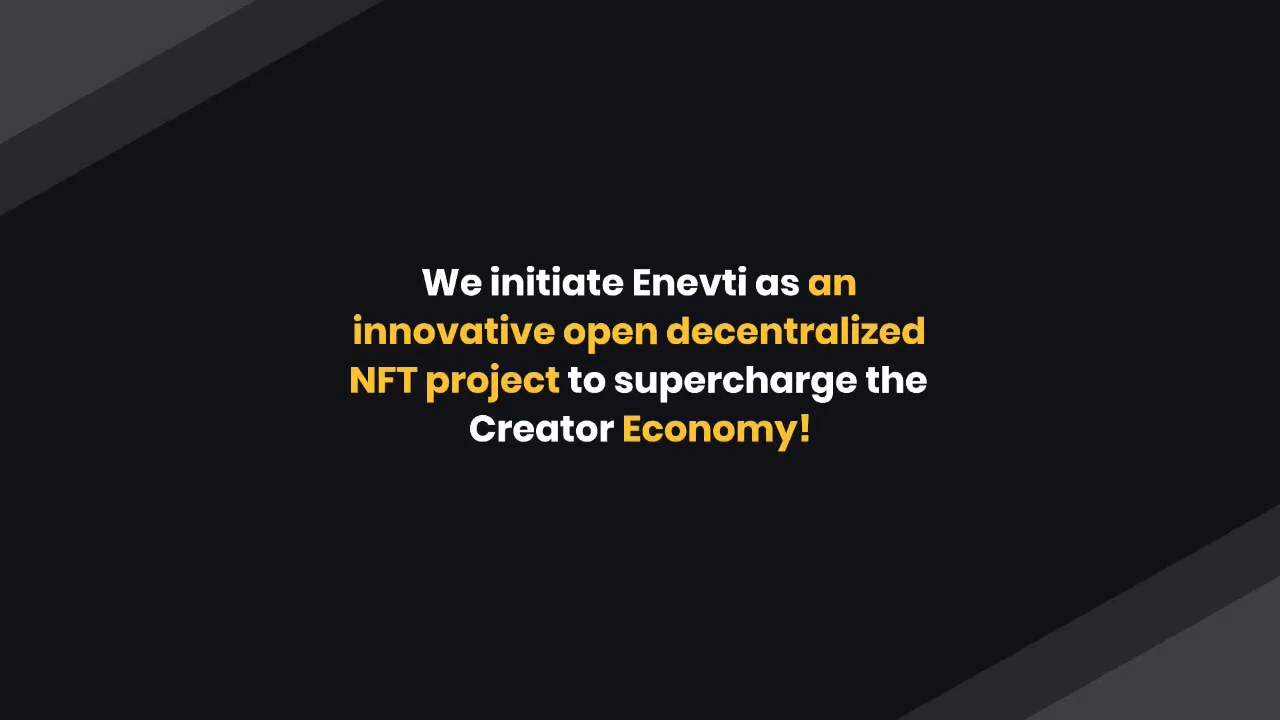 We initiate Enevti as an
innovative open decentralized
NFT project to supercharge the
Creator Economy!